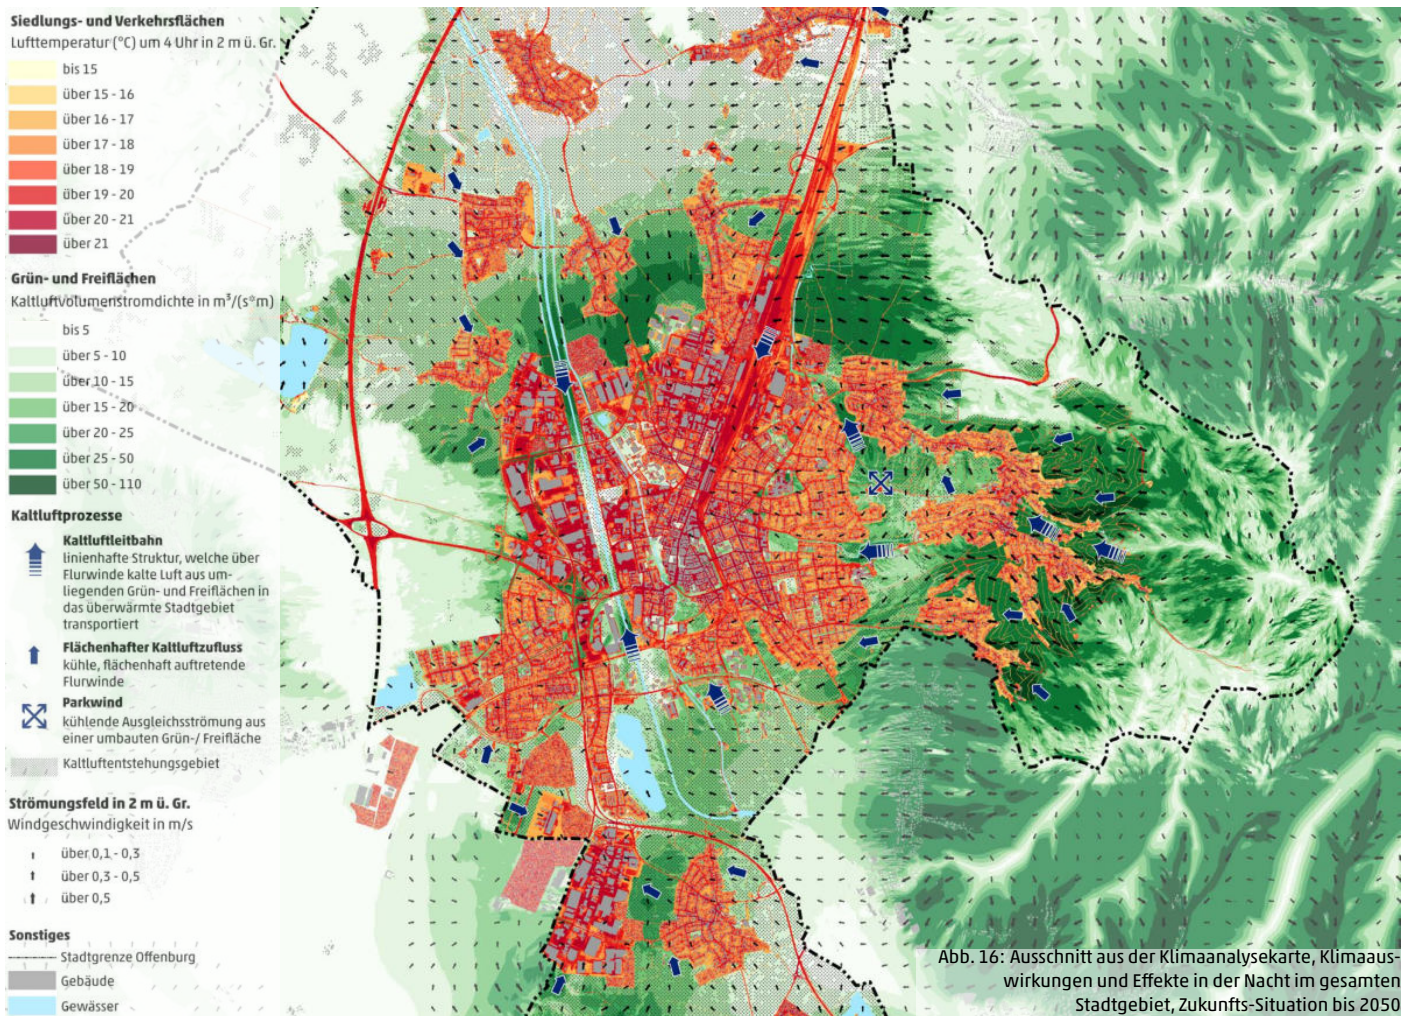 Siedlungs- und Verkehrsflächen
Lufttemperatur (°C) um 4 Uhr in 2 m ü. Gr.
bis 15
über 15 - 16
über 16 - 17
über 17 - 18
über 18 - 19
über 19 - 20
über 20 - 21
über 21
Grün- und Freiflächen
Kaltluftvolumenstromdichte in m³/(s*m)
bis 5
über 5 - 10
über 10 - 15
über 15 - 20
über 20 - 25
über 25 - 50
über 50 - 110
Kaltluftprozesse
Kaltluftleitbahn
linienhafte Struktur, welche über
Flurwinde kalte Luft aus um-
liegenden Grün- und Freiflächen in
das überwärmte Stadtgebiet
transportiert
Flächenhafter Kaltluftzufluss
kühle, flächenhaft auftretende
Flurwinde
Parkwind
kühlende Ausgleichsströmung aus
einer umbauten Grün-/ Freifläche
Kaltluftentstehungsgebiet
Strömungsfeld in 2 m ü. Gr.
Windgeschwindigkeit in m/s
über 0,1 - 0,3
über 0,3 - 0,5
über 0,5
Sonstiges
Stadtgrenze Offenburg
Gebäude
Gewässer
Abb. 16: Ausschnitt aus der Klimaanalysekarte, Klimaaus-
wirkungen und Effekte in der Nacht im gesamten
Stadtgebiet, Zukunfts-Situation bis 2050